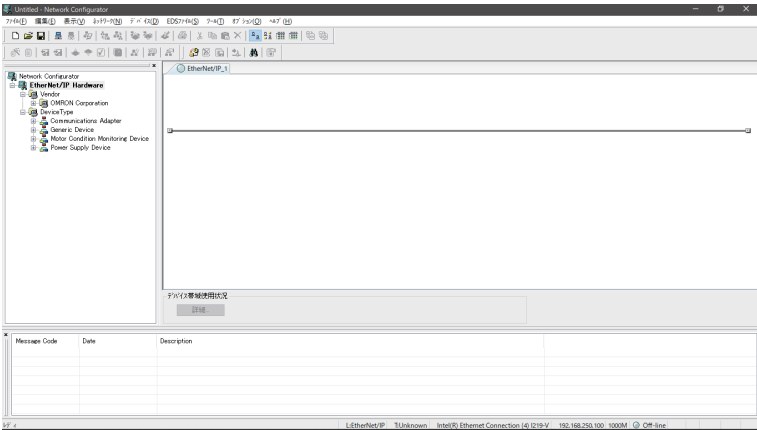 Untitled - Network Configurator
ファイル(F) 編集(E) 表示(V) ネットワーク(N) デバイス(D) EDSファイル(S) ツール(T) オプション(O) ヘルプ(H)
Network Configurator
EtherNet/IP Hardware
Vendor
OMRON Corporation
DeviceType
Communications Adapter
Generic Device
Motor Condition Monitoring Device
Power Supply Device
EtherNet/IP_1
デバイス帯域使用状況
詳細...
Message Code Date Description
レディ L:EtherNet/IP T:Unknown Intel(R) Ethernet Connection (4) I219-V 192.168.250.100 1000M Off-line